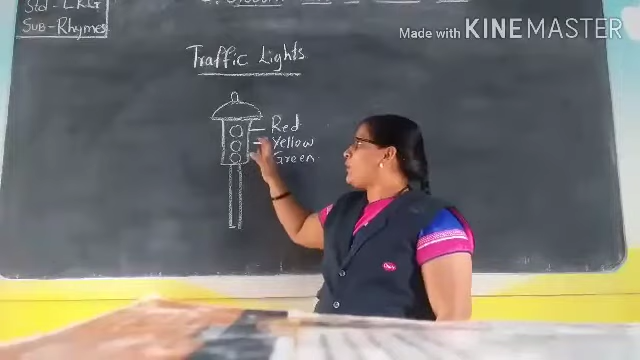 Std - LKG
Sub - Rhymes
Made with KINEMASTER
Traffic Lights
Red
Yellow
Green